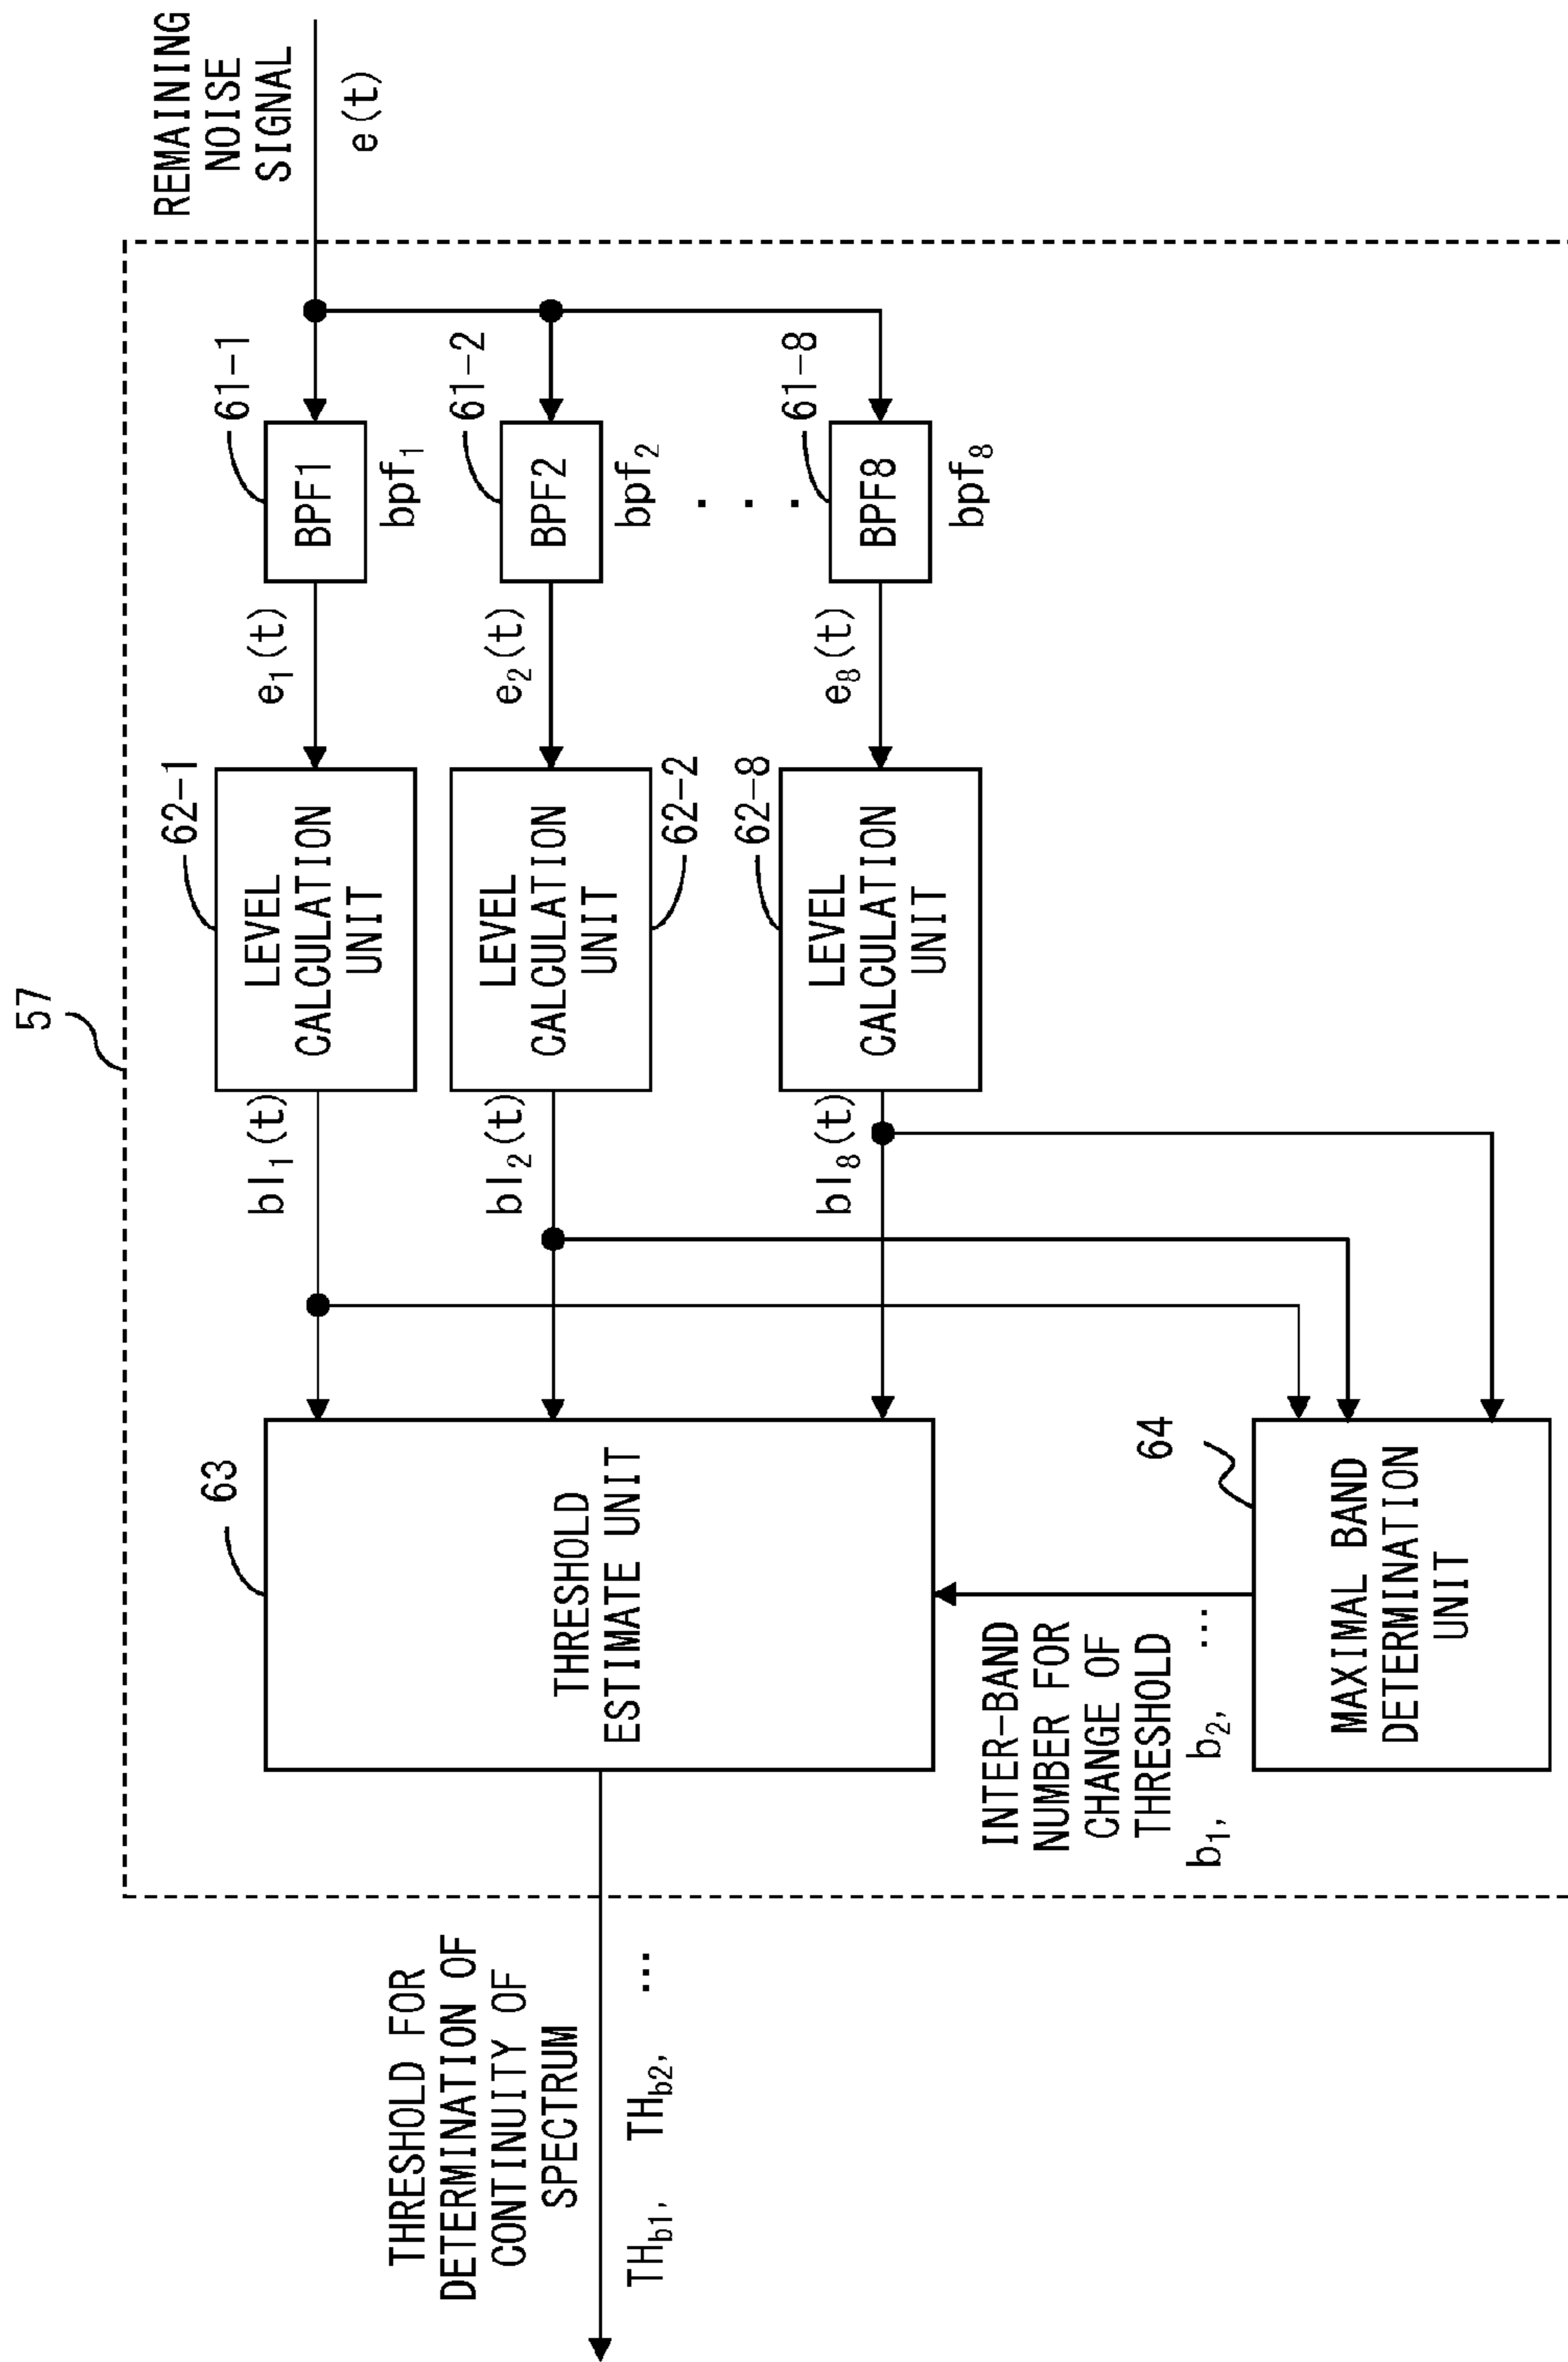 57
REMAINING
NOISE
SIGNAL
e(t)
61-1
BPF1
bpf₁
61-2
BPF2
bpf₂
. . .
61-8
BPF8
bpf₈
e₁(t)
e₂(t)
e₈(t)
62-1
LEVEL
CALCULATION
UNIT
62-2
LEVEL
CALCULATION
UNIT
62-8
LEVEL
CALCULATION
UNIT
bl₁(t)
bl₂(t)
bl₈(t)
63
THRESHOLD
ESTIMATE UNIT
64
MAXIMAL BAND
DETERMINATION
UNIT
INTER-BAND
NUMBER FOR
CHANGE OF
THRESHOLD
b₁, b₂, ...
THRESHOLD FOR
DETERMINATION OF
CONTINUITY OF
SPECTRUM
TH_b1, TH_b2, ...